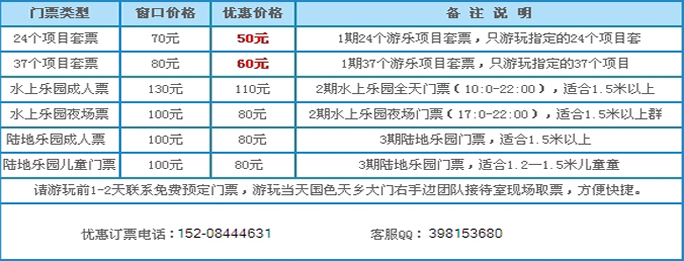 门票类型 窗口价格 优惠价格 备 注 说 明
24个项目套票 70元 50元 1期24个游乐项目套票，只游玩指定的24个项目套
37个项目套票 80元 60元 1期37个游乐项目套票，只游玩指定的37个项目
水上乐园成人票 130元 110元 2期水上乐园全天门票（10:0-22:00），适合1.5米以上
水上乐园夜场票 100元 80元 2期水上乐园夜场门票（17:0-22:00），适合1.5米以上群
陆地乐园成人票 100元 80元 3期陆地乐园门票，适合1.5米以上
陆地乐园儿童门票 100元 80元 3期陆地乐园门票，适合1.2—1.5米儿童童
请游玩前1-2天联系免费预定门票，游玩当天国色天乡大门右手边团队接待室现场取票，方便快捷。
优惠订票电话：152-08444631 客服QQ：398153680